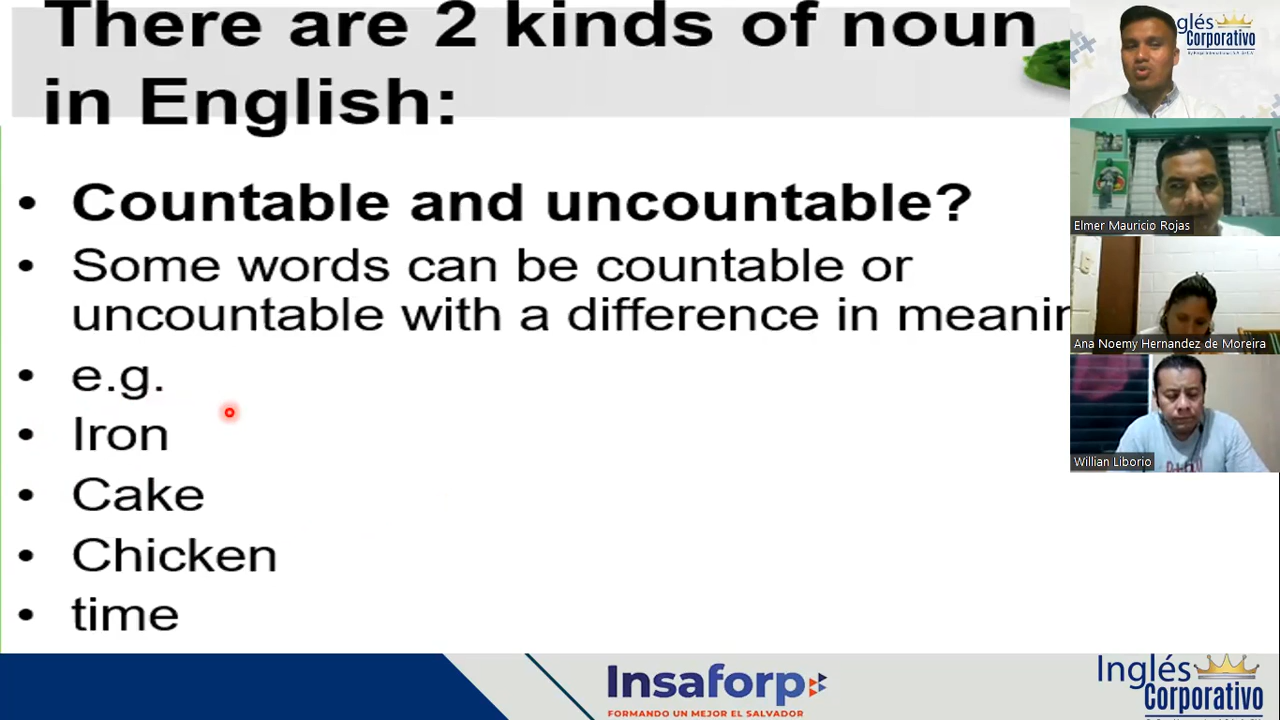 There are 2 kinds of noun
in English:
• Countable and uncountable?
• Some words can be countable or
uncountable with a difference in meanin
• e.g.
• Iron
• Cake
• Chicken
• time
glés
Corporativo
Elmer Mauricio Rojas
Ana Noemy Hernandez de Moreira
Willian Liborio
Insaforp
FORMANDO UN MEJOR EL SALVADOR
Inglés
Corporativo